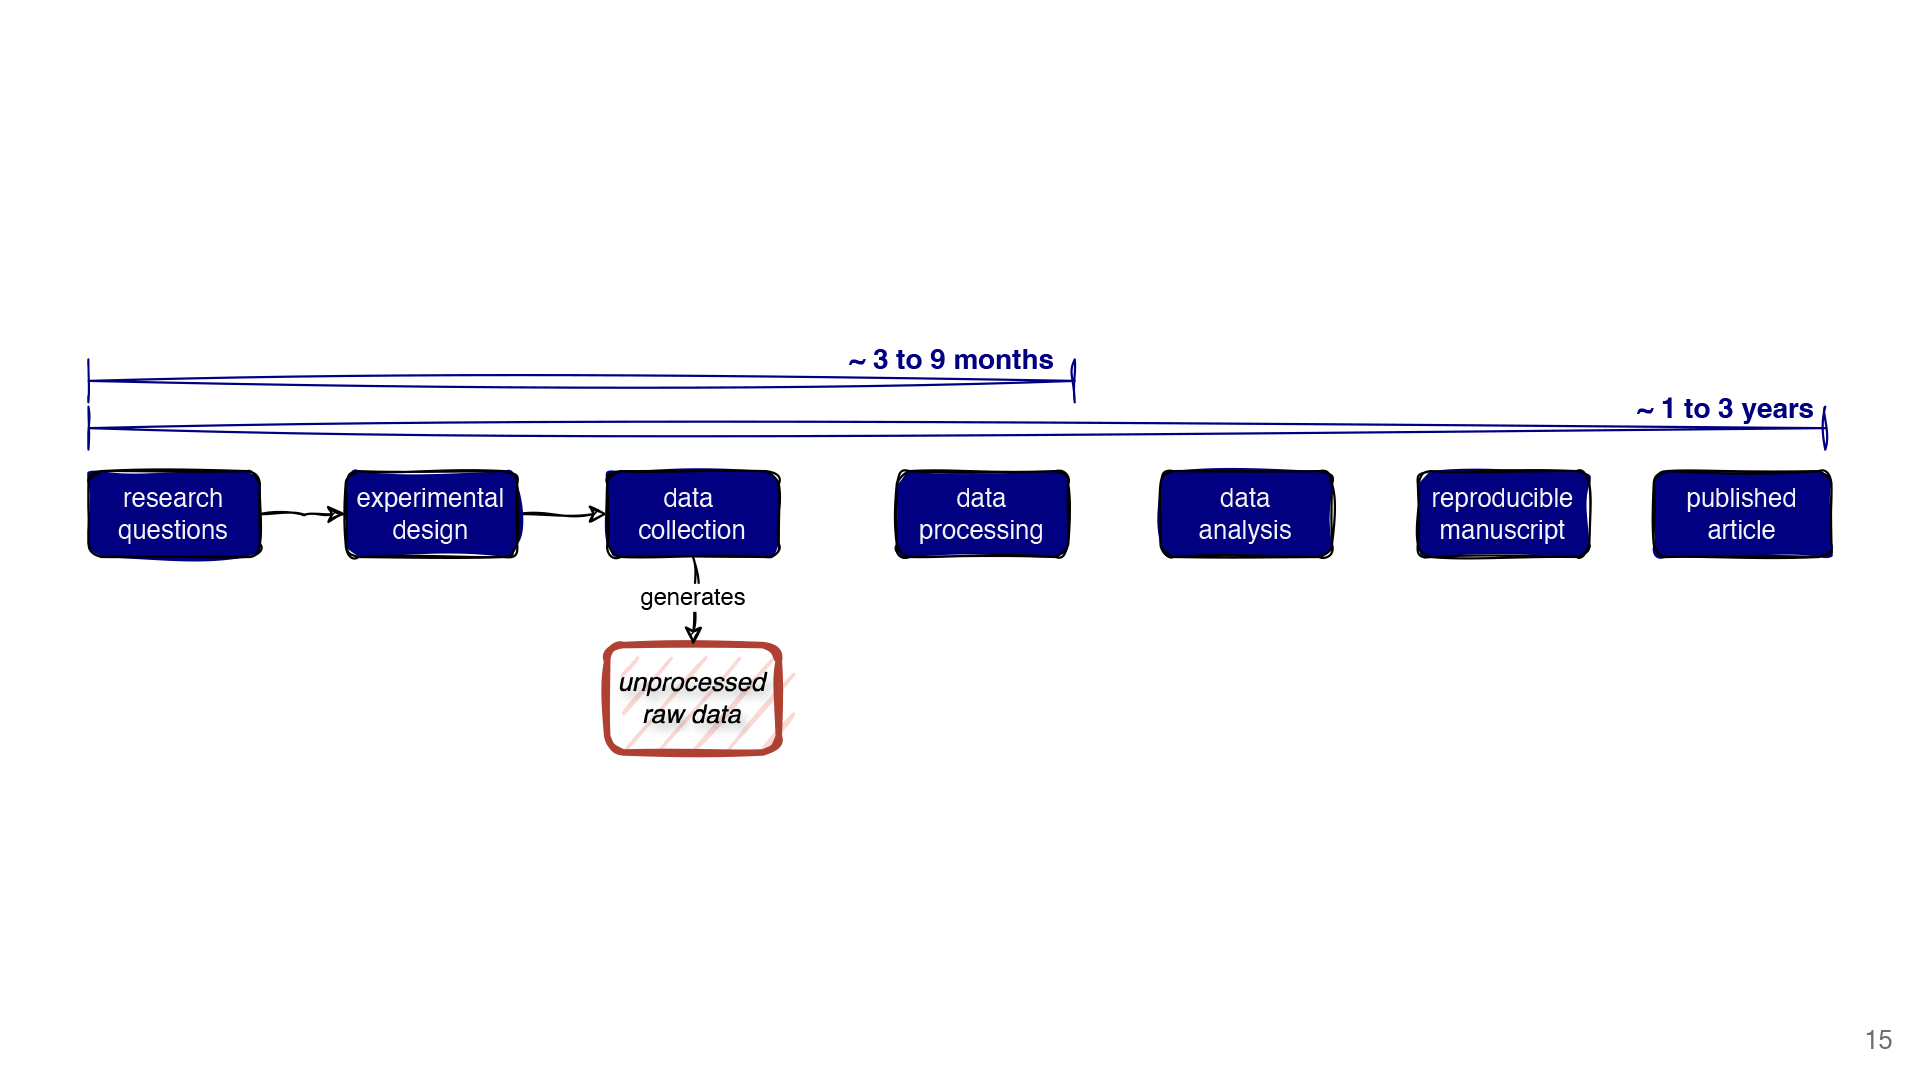 ~ 3 to 9 months
~ 1 to 3 years
research
questions
experimental
design
data
collection
data
processing
data
analysis
reproducible
manuscript
published
article
generates
unprocessed
raw data
15